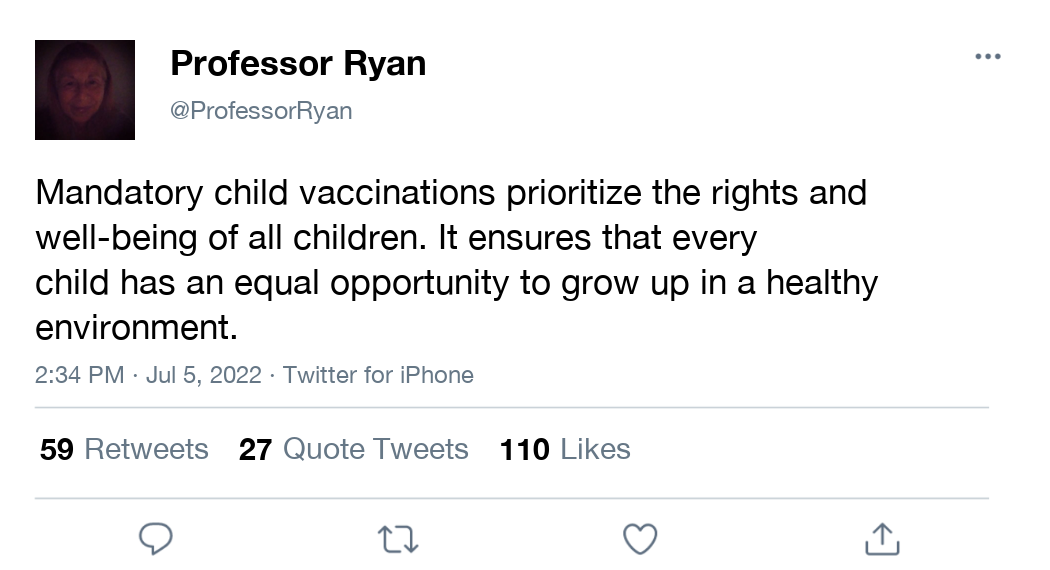 Professor Ryan
@ProfessorRyan
Mandatory child vaccinations prioritize the rights and
well-being of all children. It ensures that every
child has an equal opportunity to grow up in a healthy
environment.
2:34 PM · Jul 5, 2022 · Twitter for iPhone
59 Retweets 27 Quote Tweets 110 Likes